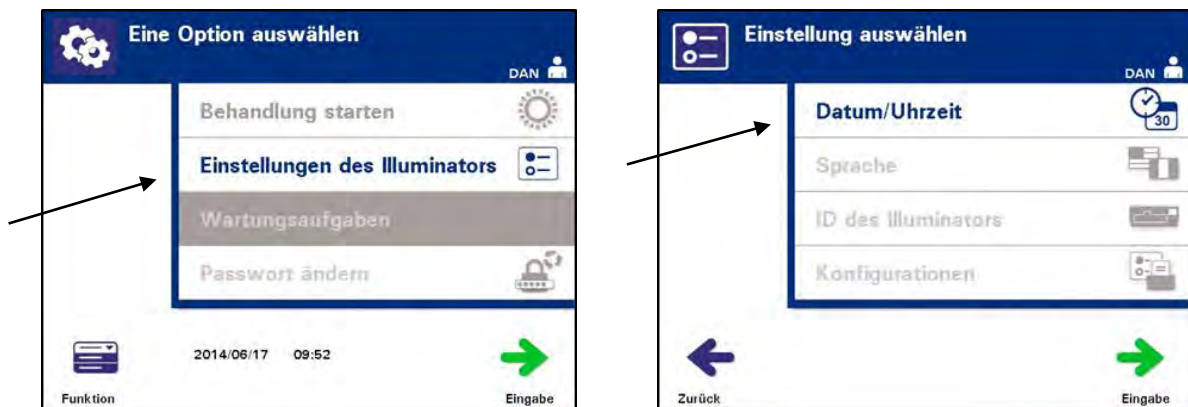 Eine Option auswählen
DAN
Behandlung starten
Einstellungen des Illuminators
Wartungsaufgaben
Passwort ändern
2014/06/17 09:52
Funktion
Eingabe
Einstellung auswählen
DAN
Datum/Uhrzeit
30
Sprache
ID des Illuminators
Konfigurationen
Zurück
Eingabe